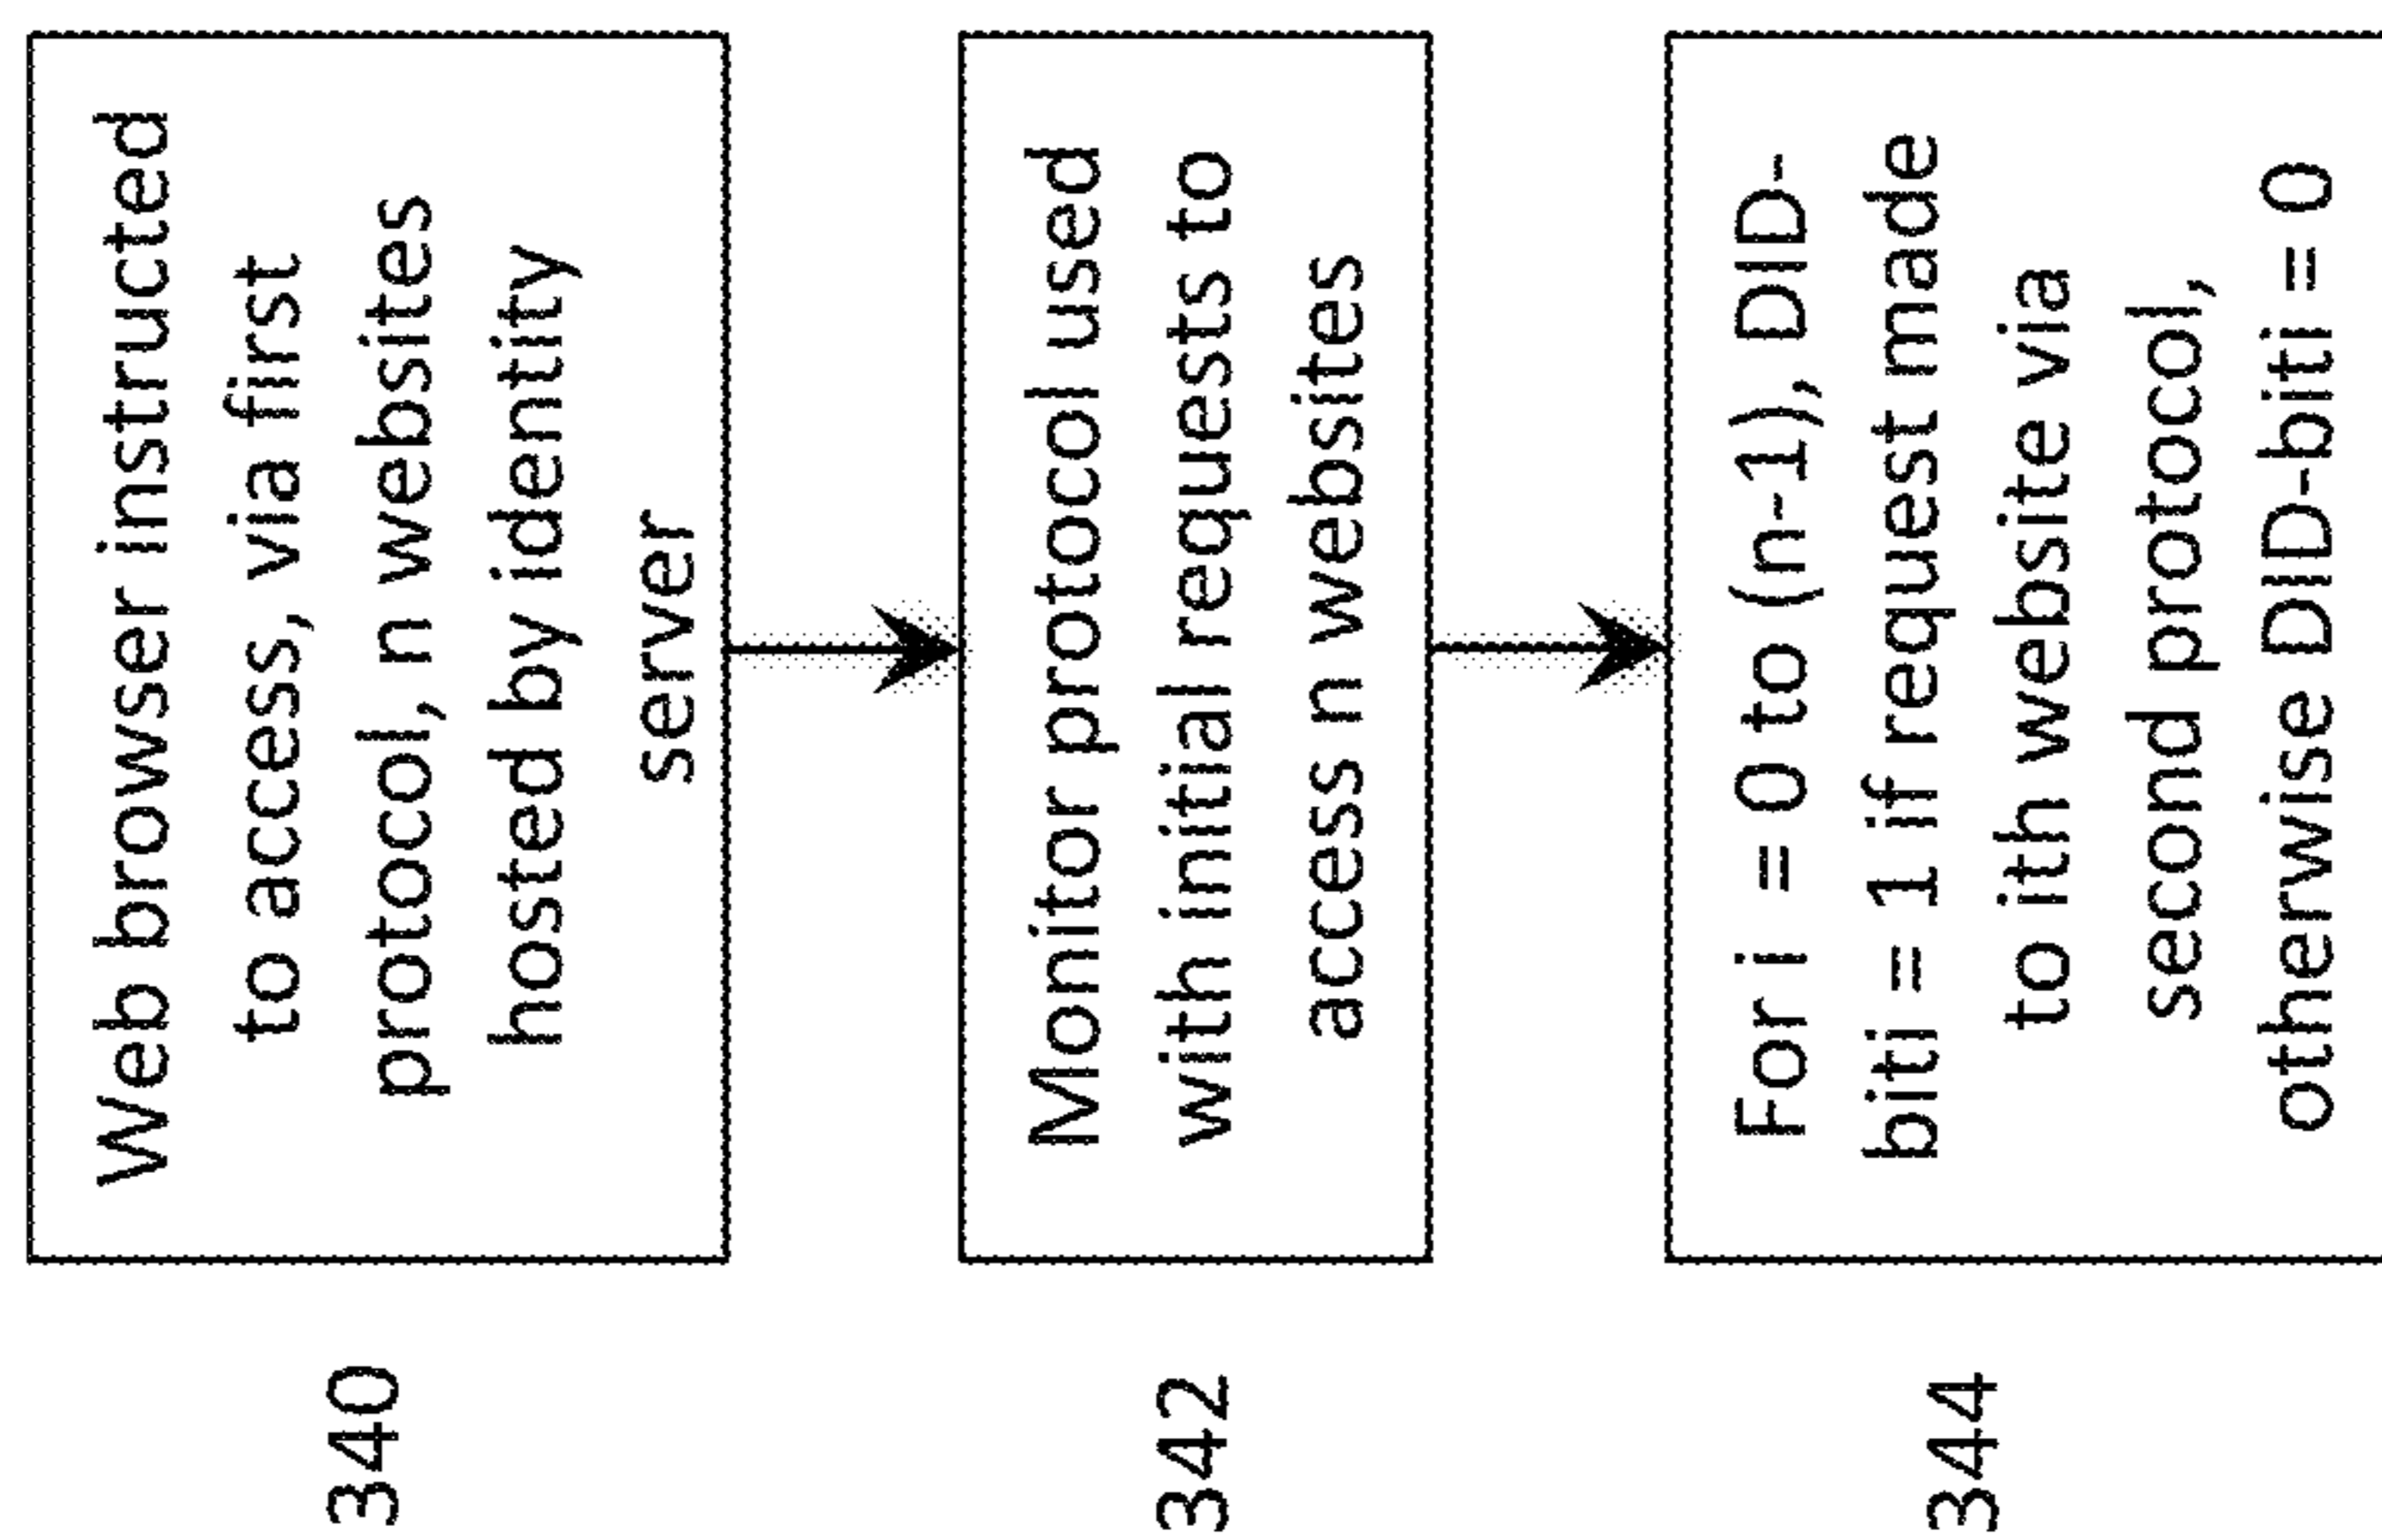 340
Web browser instructed
to access, via first
protocol, n websites
hosted by identity
server
342
Monitor protocol used
with initial requests to
access n websites
344
For i = 0 to (n-1), DID-
biti = 1 if request made
to ith website via
second protocol,
otherwise DID-biti = 0